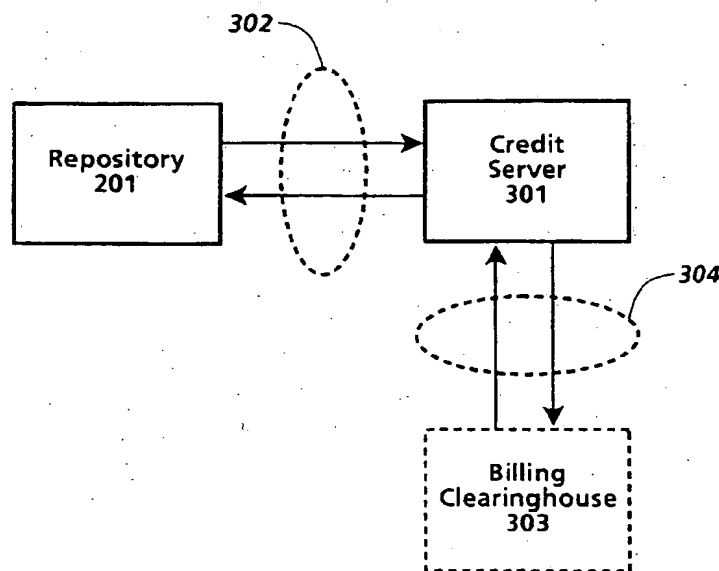 302
Repository
201
Credit
Server
301
304
Billing
Clearinghouse
303